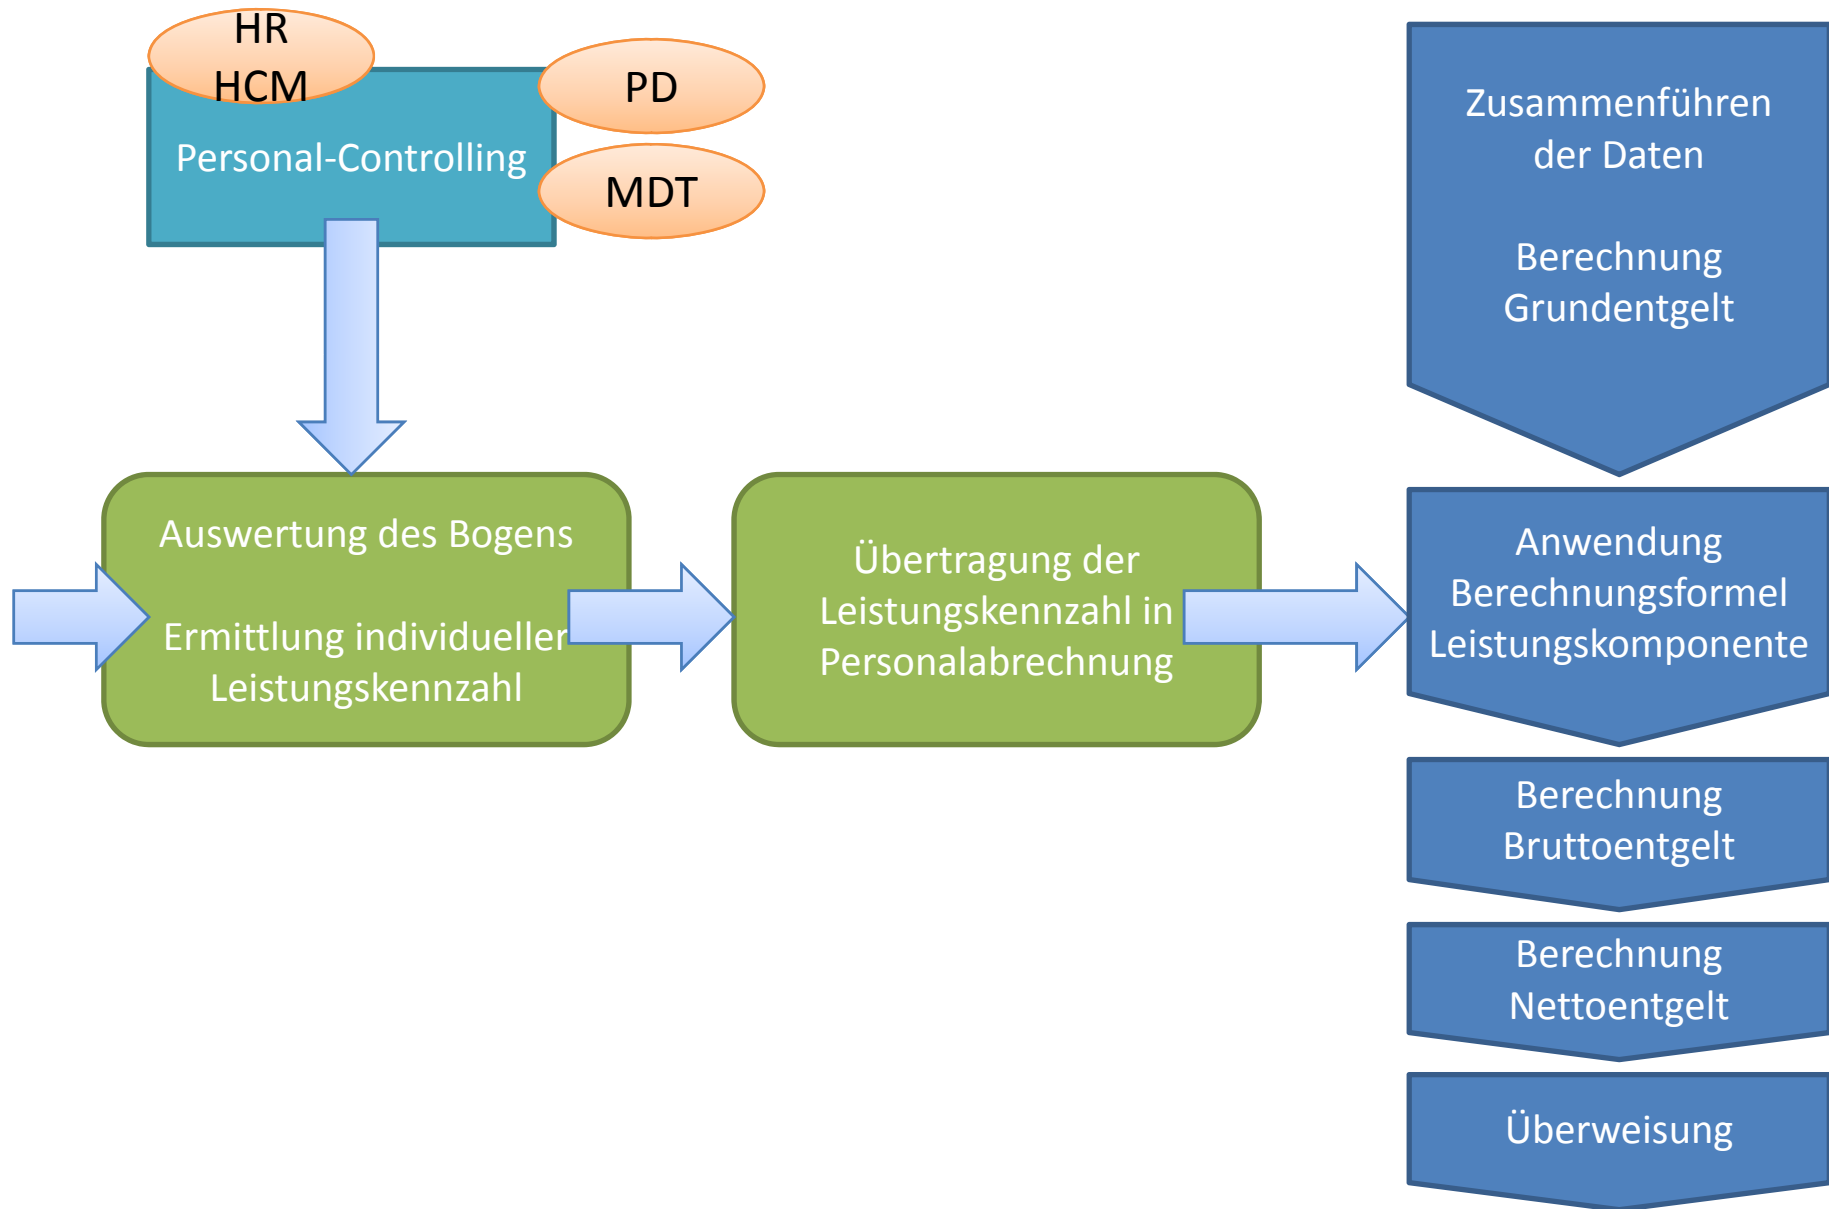 HR
HCM
PD
Personal-Controlling
MDT
Zusammenführen
der Daten
Berechnung
Grundentgelt
Auswertung des Bogens
Ermittlung individueller
Leistungskennzahl
Übertragung der
Leistungskennzahl in
Personalabrechnung
Anwendung
Berechnungsformel
Leistungskomponente
Berechnung
Bruttoentgelt
Berechnung
Nettoentgelt
Überweisung